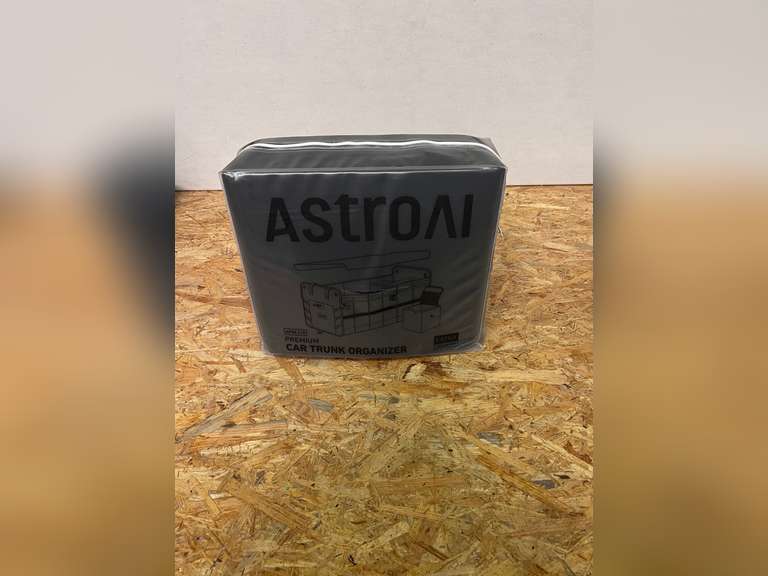 AstroAI
PREMIUM
CAR TRUNK ORGANIZER